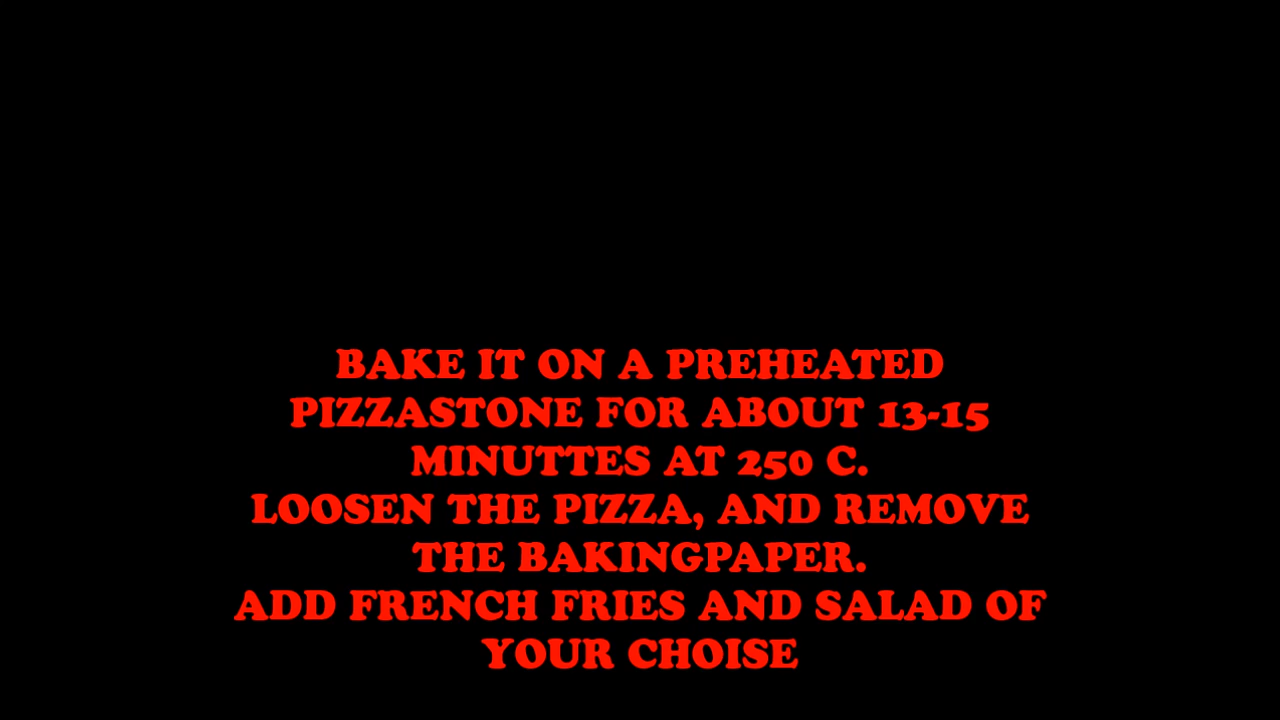 BAKE IT ON A PREHEATED
PIZZASTONE FOR ABOUT 13-15
MINUTTES AT 250 C.
LOOSEN THE PIZZA, AND REMOVE
THE BAKINGPAPER.
ADD FRENCH FRIES AND SALAD OF
YOUR CHOISE